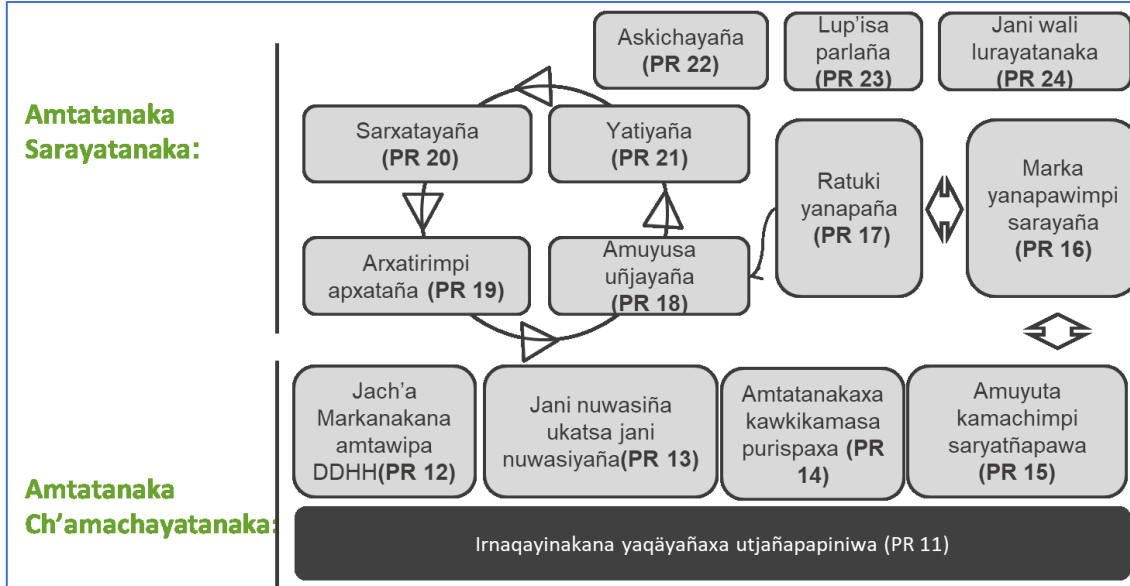 Amtatanaka
Sarayatanaka:
Askichayaña
(PR 22)
Lup'isa
parlaña
(PR 23)
Jani wali
lurayatanaka
(PR 24)
Sarxatayaña
(PR 20)
Yatiyaña
(PR 21)
Ratuki
yanapaña
(PR 17)
Marka
yanapawimpi
sarayaña
(PR 16)
Arxatirimpi
apxataña (PR 19)
Amuyusa
uñjayaña
(PR 18)
Amtatanaka
Ch'amachayatanaka:
Jach'a
Markanakana
amtawipa
DDHH(PR 12)
Jani nuwasiña
ukatsa jani
nuwasiyaña(PR 13)
Amtatanakaxa
kawkikamasa
purispaxa (PR
14)
Amuyuta
kamachimpi
saryatñapawa
(PR 15)
Irnaqayinakana yaqäyañaxa utjañapapiniwa (PR 11)